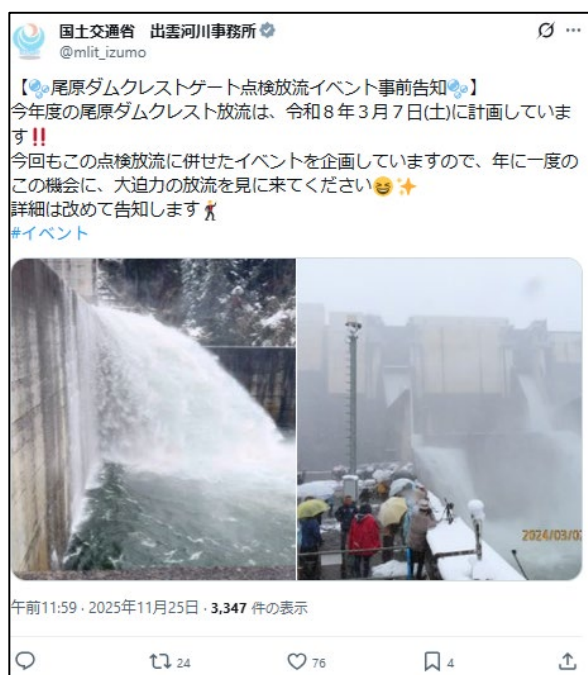 国土交通省　出雲河川事務所
@mlit_izumo
【🫧尾原ダムクレストゲート点検放流イベント事前告知🫧】
今年度の尾原ダムクレスト放流は、令和８年３月７日(土)に計画していま
す‼️
今回もこの点検放流に併せたイベントを企画していますので、年に一度の
この機会に、大迫力の放流を見に来てください😆✨
詳細は改めて告知します🕺
#イベント
2024/03/0
午前11:59 · 2025年11月25日 · 3,347 件の表示
24
76
4